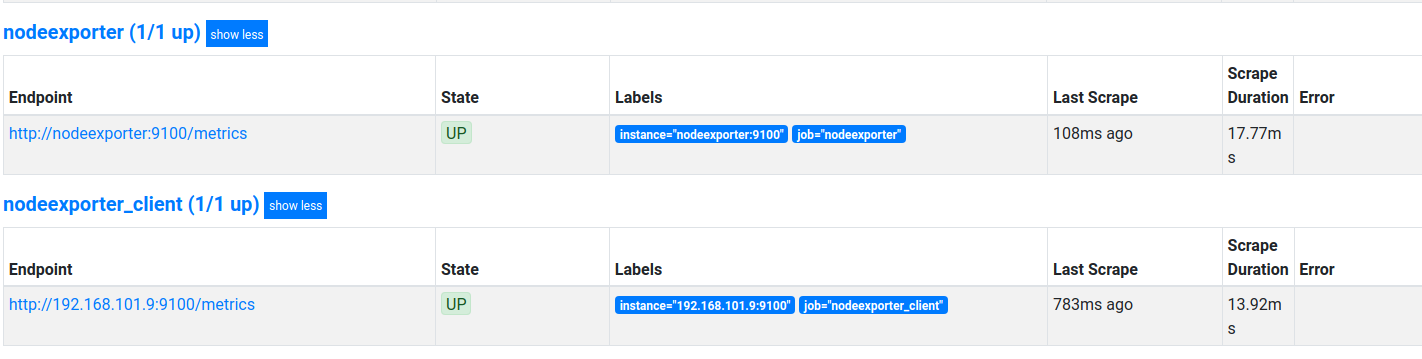 nodeexporter (1/1 up) show less
Scrape
Endpoint State Labels Last Scrape Duration Error
http://nodeexporter:9100/metrics UP instance="nodeexporter:9100" job="nodeexporter" 108ms ago 17.77m
s
nodeexporter_client (1/1 up) show less
Scrape
Endpoint State Labels Last Scrape Duration Error
http://192.168.101.9:9100/metrics UP instance="192.168.101.9:9100" job="nodeexporter_client" 783ms ago 13.92m
s